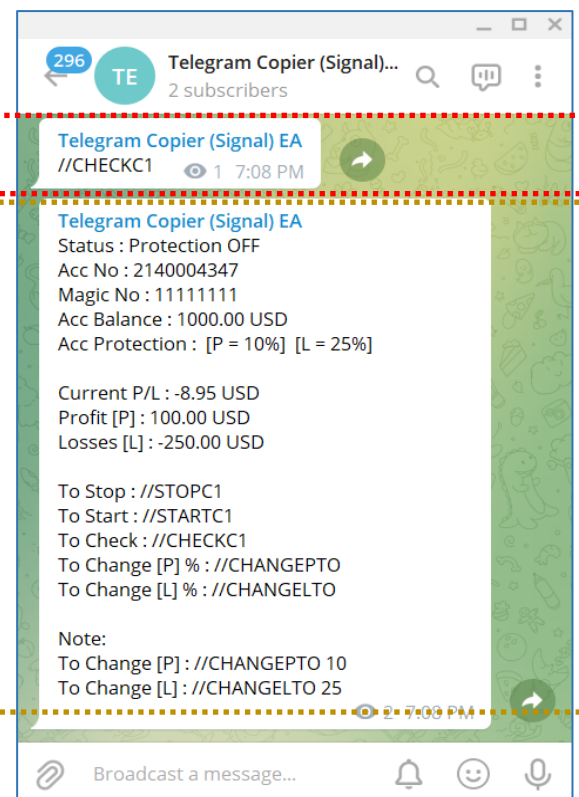 296
TE
Telegram Copier (Signal)...
2 subscribers
Telegram Copier (Signal) EA
//CHECKC1
1 7:08 PM
Telegram Copier (Signal) EA
Status : Protection OFF
Acc No : 2140004347
Magic No : 11111111
Acc Balance : 1000.00 USD
Acc Protection : [P = 10%] [L = 25%]
Current P/L : -8.95 USD
Profit [P] : 100.00 USD
Losses [L] : -250.00 USD
To Stop : //STOPC1
To Start : //STARTC1
To Check : //CHECKC1
To Change [P] % : //CHANGEPTO
To Change [L] % : //CHANGELTO
Note:
To Change [P] : //CHANGEPTO 10
To Change [L] : //CHANGELTO 25
2 7:08 PM
Broadcast a message...